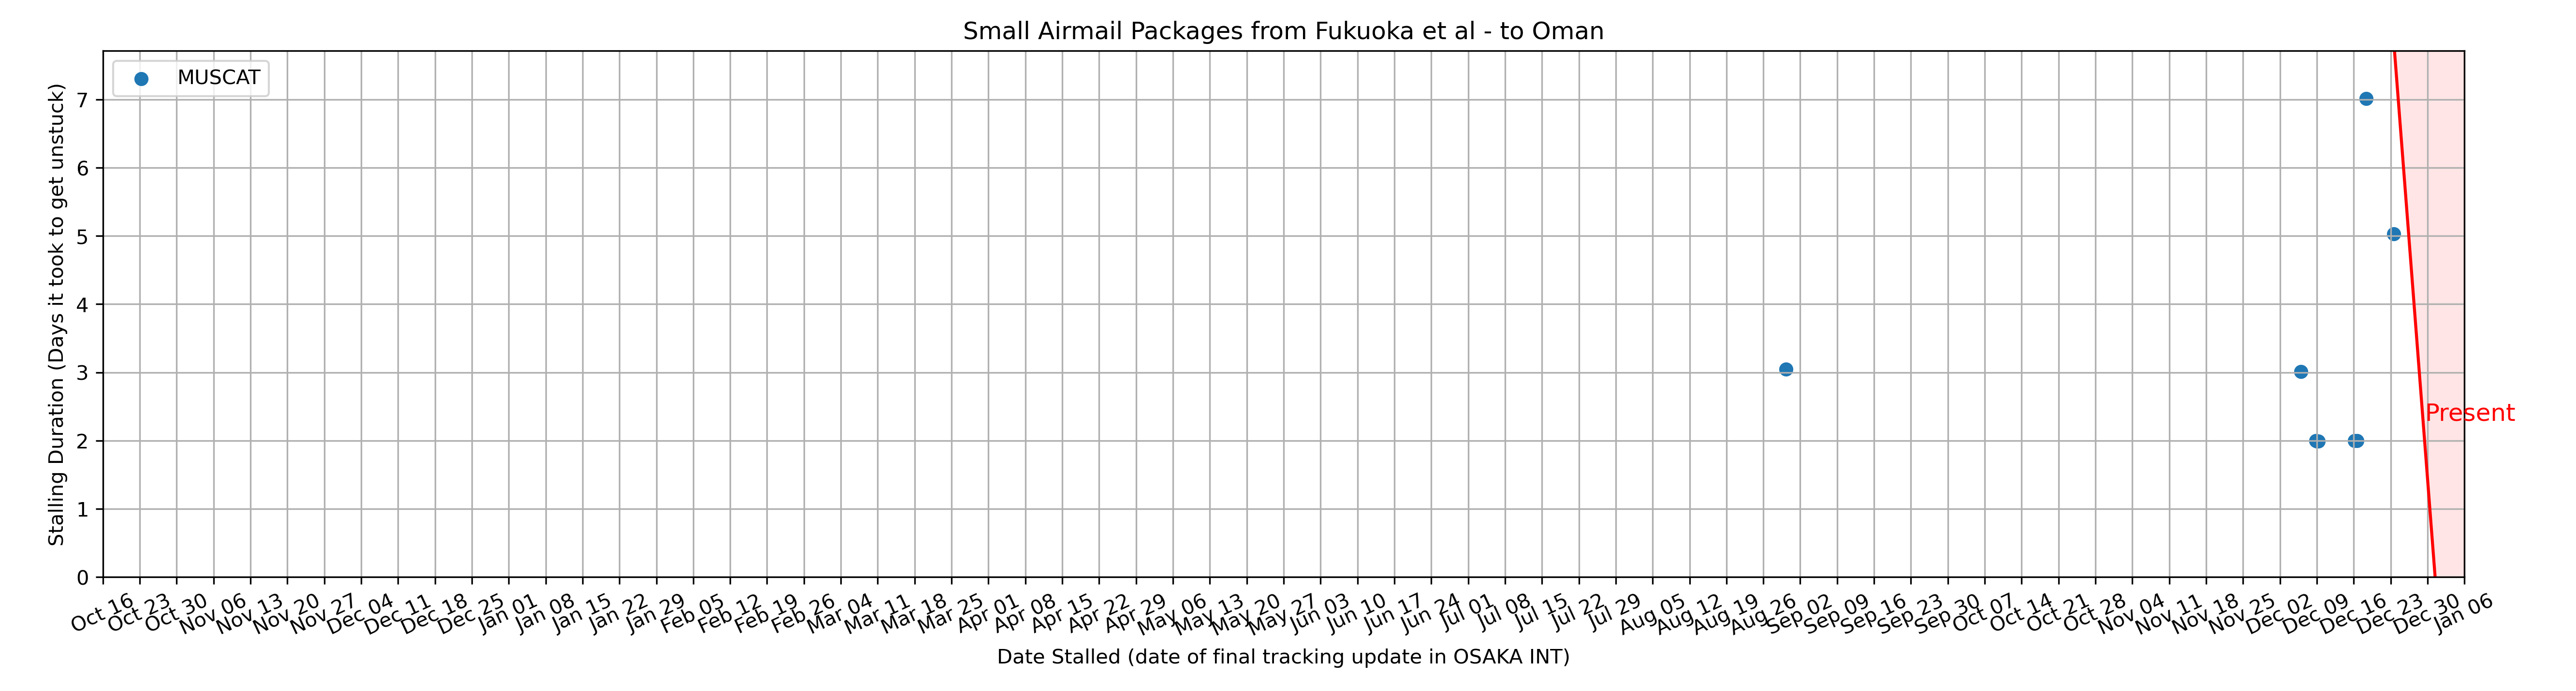 Small Airmail Packages from Fukuoka et al - to Oman
MUSCAT
Stalling Duration (Days it took to get unstuck)
7
6
5
4
3
2
1
0
Present
Oct 16
Oct 23
Oct 30
Nov 06
Nov 13
Nov 20
Nov 27
Dec 04
Dec 11
Dec 18
Dec 25
Jan 01
Jan 08
Jan 15
Jan 22
Jan 29
Feb 05
Feb 12
Feb 19
Feb 26
Mar 04
Mar 11
Mar 18
Mar 25
Apr 01
Apr 08
Apr 15
Apr 22
Apr 29
May 06
May 13
May 20
May 27
Jun 03
Jun 10
Jun 17
Jun 24
Jul 01
Jul 08
Jul 15
Jul 22
Jul 29
Aug 05
Aug 12
Aug 19
Aug 26
Sep 02
Sep 09
Sep 16
Sep 23
Sep 30
Oct 07
Oct 14
Oct 21
Oct 28
Nov 04
Nov 11
Nov 18
Nov 25
Dec 02
Dec 09
Dec 16
Dec 23
Dec 30
Jan 06
Date Stalled (date of final tracking update in OSAKA INT)